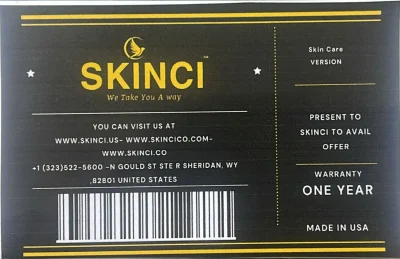 SKINCI™
We Take You A way
YOU CAN VISIT US AT
WWW.SKINCI.US- WWW.SKINCICO.COM-
WWW.SKINCI.CO
+1 (323)522-5600 -N GOULD ST STE R SHERIDAN, WY
,82801 UNITED STATES
Skin Care
VERSION
PRESENT TO
SKINCI TO AVAIL
OFFER
WARRANTY
ONE YEAR
MADE IN USA